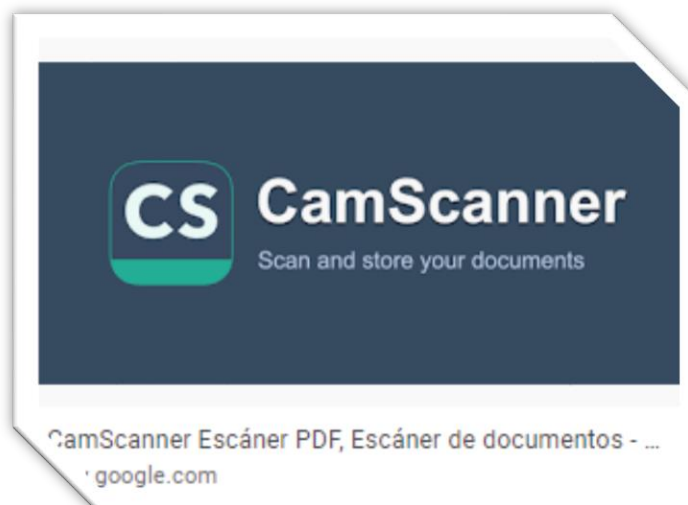 CS
CamScanner
Scan and store your documents
CamScanner Escáner PDF, Escáner de documentos - ...
google.com